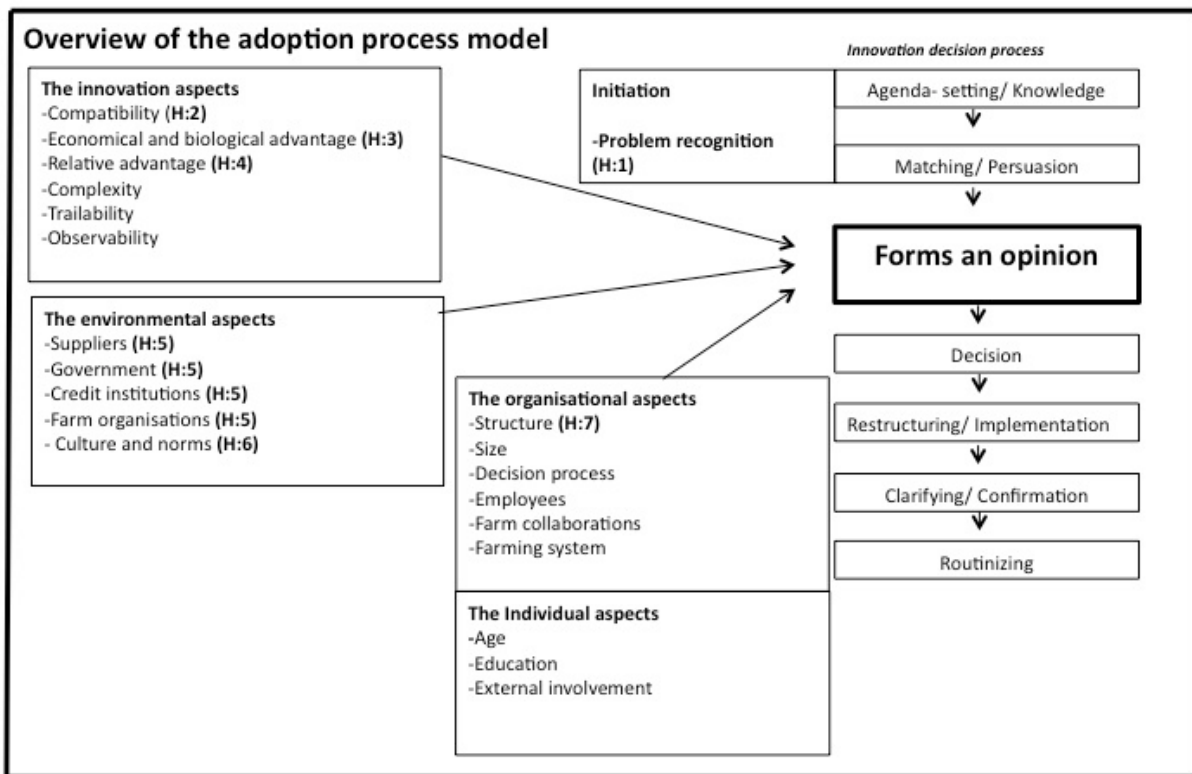 Overview of the adoption process model
The innovation aspects
-Compatibility (H:2)
-Economical and biological advantage (H:3)
-Relative advantage (H:4)
-Complexity
-Trailability
-Observability
The environmental aspects
-Suppliers (H:5)
-Government (H:5)
-Credit institutions (H:5)
-Farm organisations (H:5)
- Culture and norms (H:6)
The organisational aspects
-Structure (H:7)
-Size
-Decision process
-Employees
-Farm collaborations
-Farming system
The Individual aspects
-Age
-Education
-External involvement
Initiation
-Problem recognition
(H:1)
Innovation decision process
Agenda- setting/ Knowledge
Matching/ Persuasion
Forms an opinion
Decision
Restructuring/ Implementation
Clarifying/ Confirmation
Routinizing